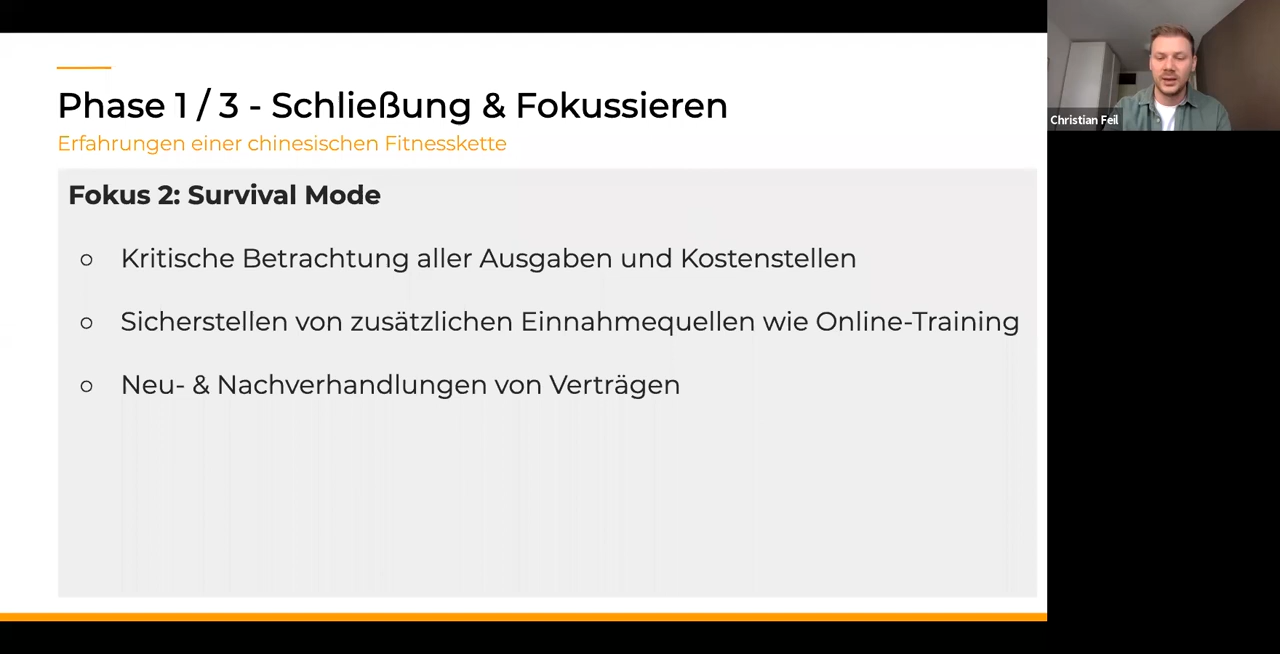 Phase 1 / 3 - Schließung & Fokussieren
Erfahrungen einer chinesischen Fitnesskette
Fokus 2: Survival Mode
Kritische Betrachtung aller Ausgaben und Kostenstellen
Sicherstellen von zusätzlichen Einnahmequellen wie Online-Training
Neu- & Nachverhandlungen von Verträgen
Christian Feil